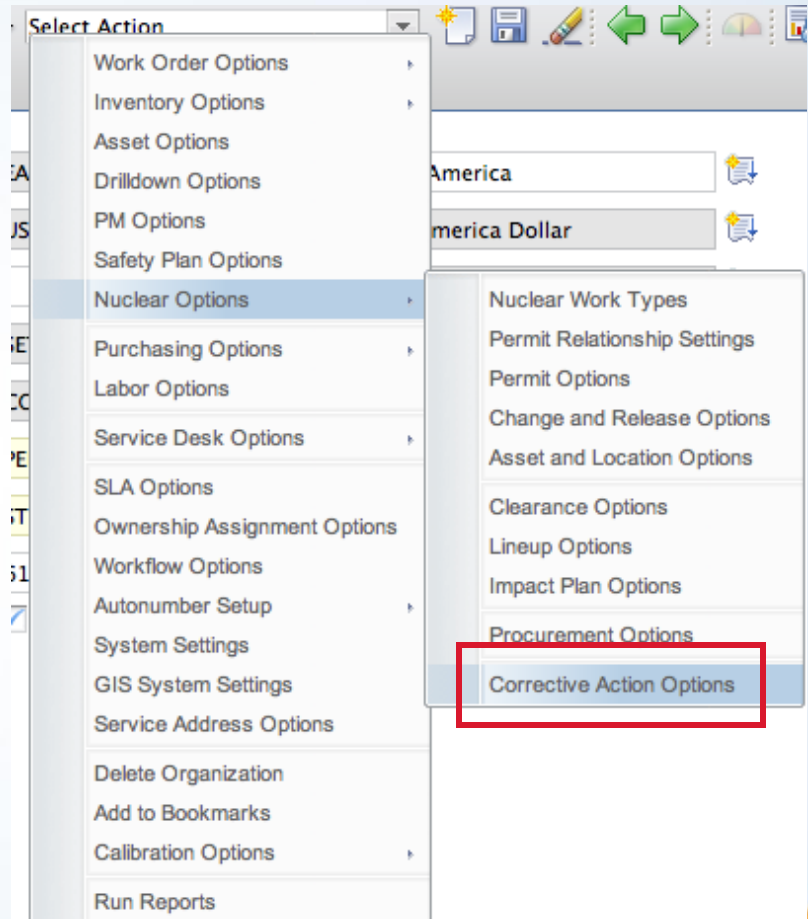 Select Action
Work Order Options
Inventory Options
Asset Options
Drilldown Options
PM Options
Safety Plan Options
Nuclear Options
Purchasing Options
Labor Options
Service Desk Options
SLA Options
Ownership Assignment Options
Workflow Options
Autonumber Setup
System Settings
GIS System Settings
Service Address Options
Delete Organization
Add to Bookmarks
Calibration Options
Run Reports
America
merica Dollar
Nuclear Work Types
Permit Relationship Settings
Permit Options
Change and Release Options
Asset and Location Options
Clearance Options
Lineup Options
Impact Plan Options
Procurement Options
Corrective Action Options